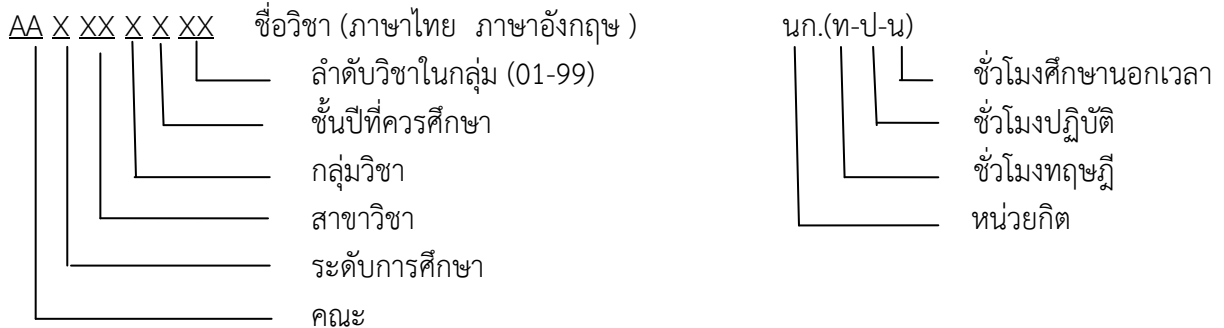 AA X XX X X XX ชื่อวิชา (ภาษาไทย ภาษาอังกฤษ ) นก.(ท-ป-น)
ลำดับวิชาในกลุ่ม (01-99) ชั่วโมงศึกษานอกเวลา
ชั้นปีที่ควรศึกษา ชั่วโมงปฏิบัติ
กลุ่มวิชา ชั่วโมงทฤษฎี
สาขาวิชา หน่วยกิต
ระดับการศึกษา
คณะ